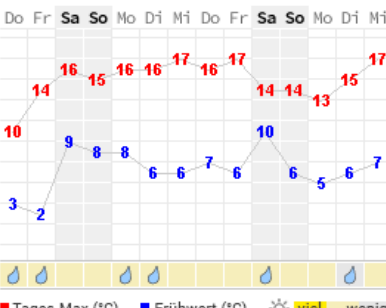 Do Fr Sa So Mo Di Mi Do Fr Sa So Mo Di Mi
10 14 16 15 16 16 17 16 17 14 14 13 15 17
3 2 9 8 8 6 6 7 6 10 6 5 6 7
Tages Max (°C) Frühwert (°C) viel wenig